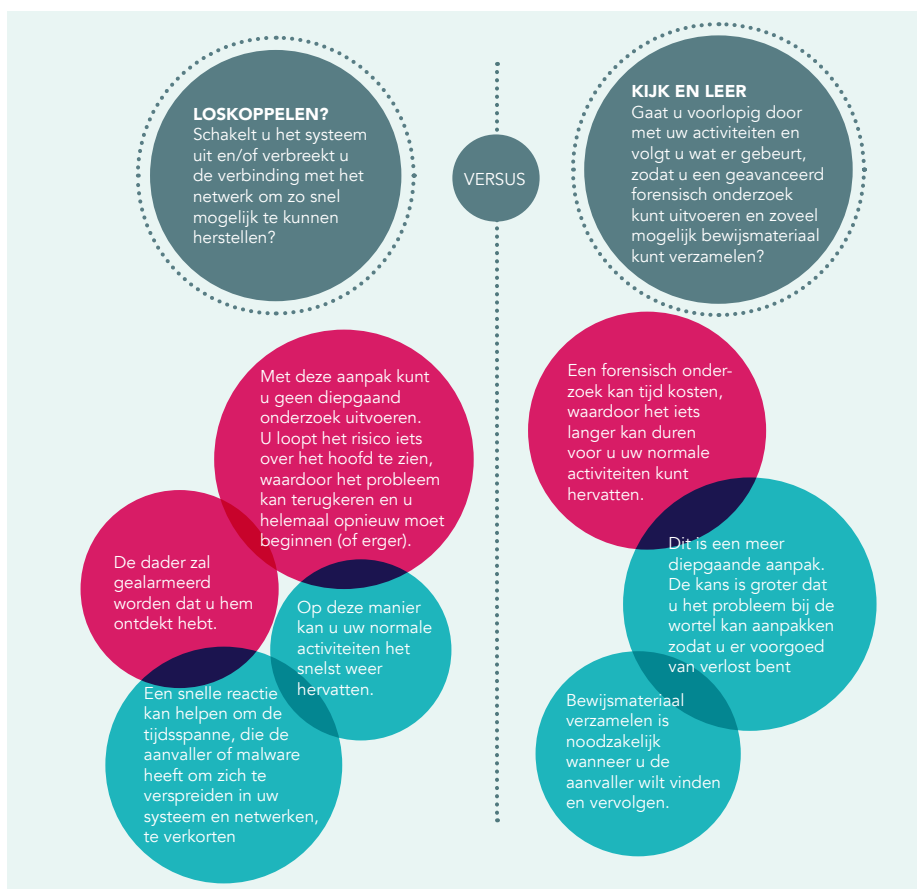 LOSKOPPELEN?
Schakelt u het systeem
uit en/of verbreekt u
de verbinding met het
netwerk om zo snel
mogelijk te kunnen
herstellen?
VERSUS
KIJK EN LEER
Gaat u voorlopig door
met uw activiteiten en
volgt u wat er gebeurt,
zodat u een geavanceerd
forensisch onderzoek
kunt uitvoeren en zoveel
mogelijk bewijsmateriaal
kunt verzamelen?
Met deze aanpak kunt
u geen diepgaand
onderzoek uitvoeren.
U loopt het risico iets
over het hoofd te zien,
waardoor het probleem
kan terugkeren en u
helemaal opnieuw moet
beginnen (of erger).
De dader zal
gealarmeerd
worden dat u hem
ontdekt hebt.
Op deze manier
kan u uw normale
activiteiten het
snelst weer
hervatten.
Een snelle reactie
kan helpen om de
tijdsspanne, die de
aanvaller of malware
heeft om zich te
verspreiden in uw
systeem en netwerken,
te verkorten
Een forensisch onder-
zoek kan tijd kosten,
waardoor het iets
langer kan duren
voor u uw normale
activiteiten kunt
hervatten.
Dit is een meer
diepgaande aanpak.
De kans is groter dat
u het probleem bij de
wortel kan aanpakken
zodat u er voorgoed
van verlost bent
Bewijsmateriaal
verzamelen is
noodzakelijk
wanneer u de
aanvaller wilt vinden
en vervolgen.